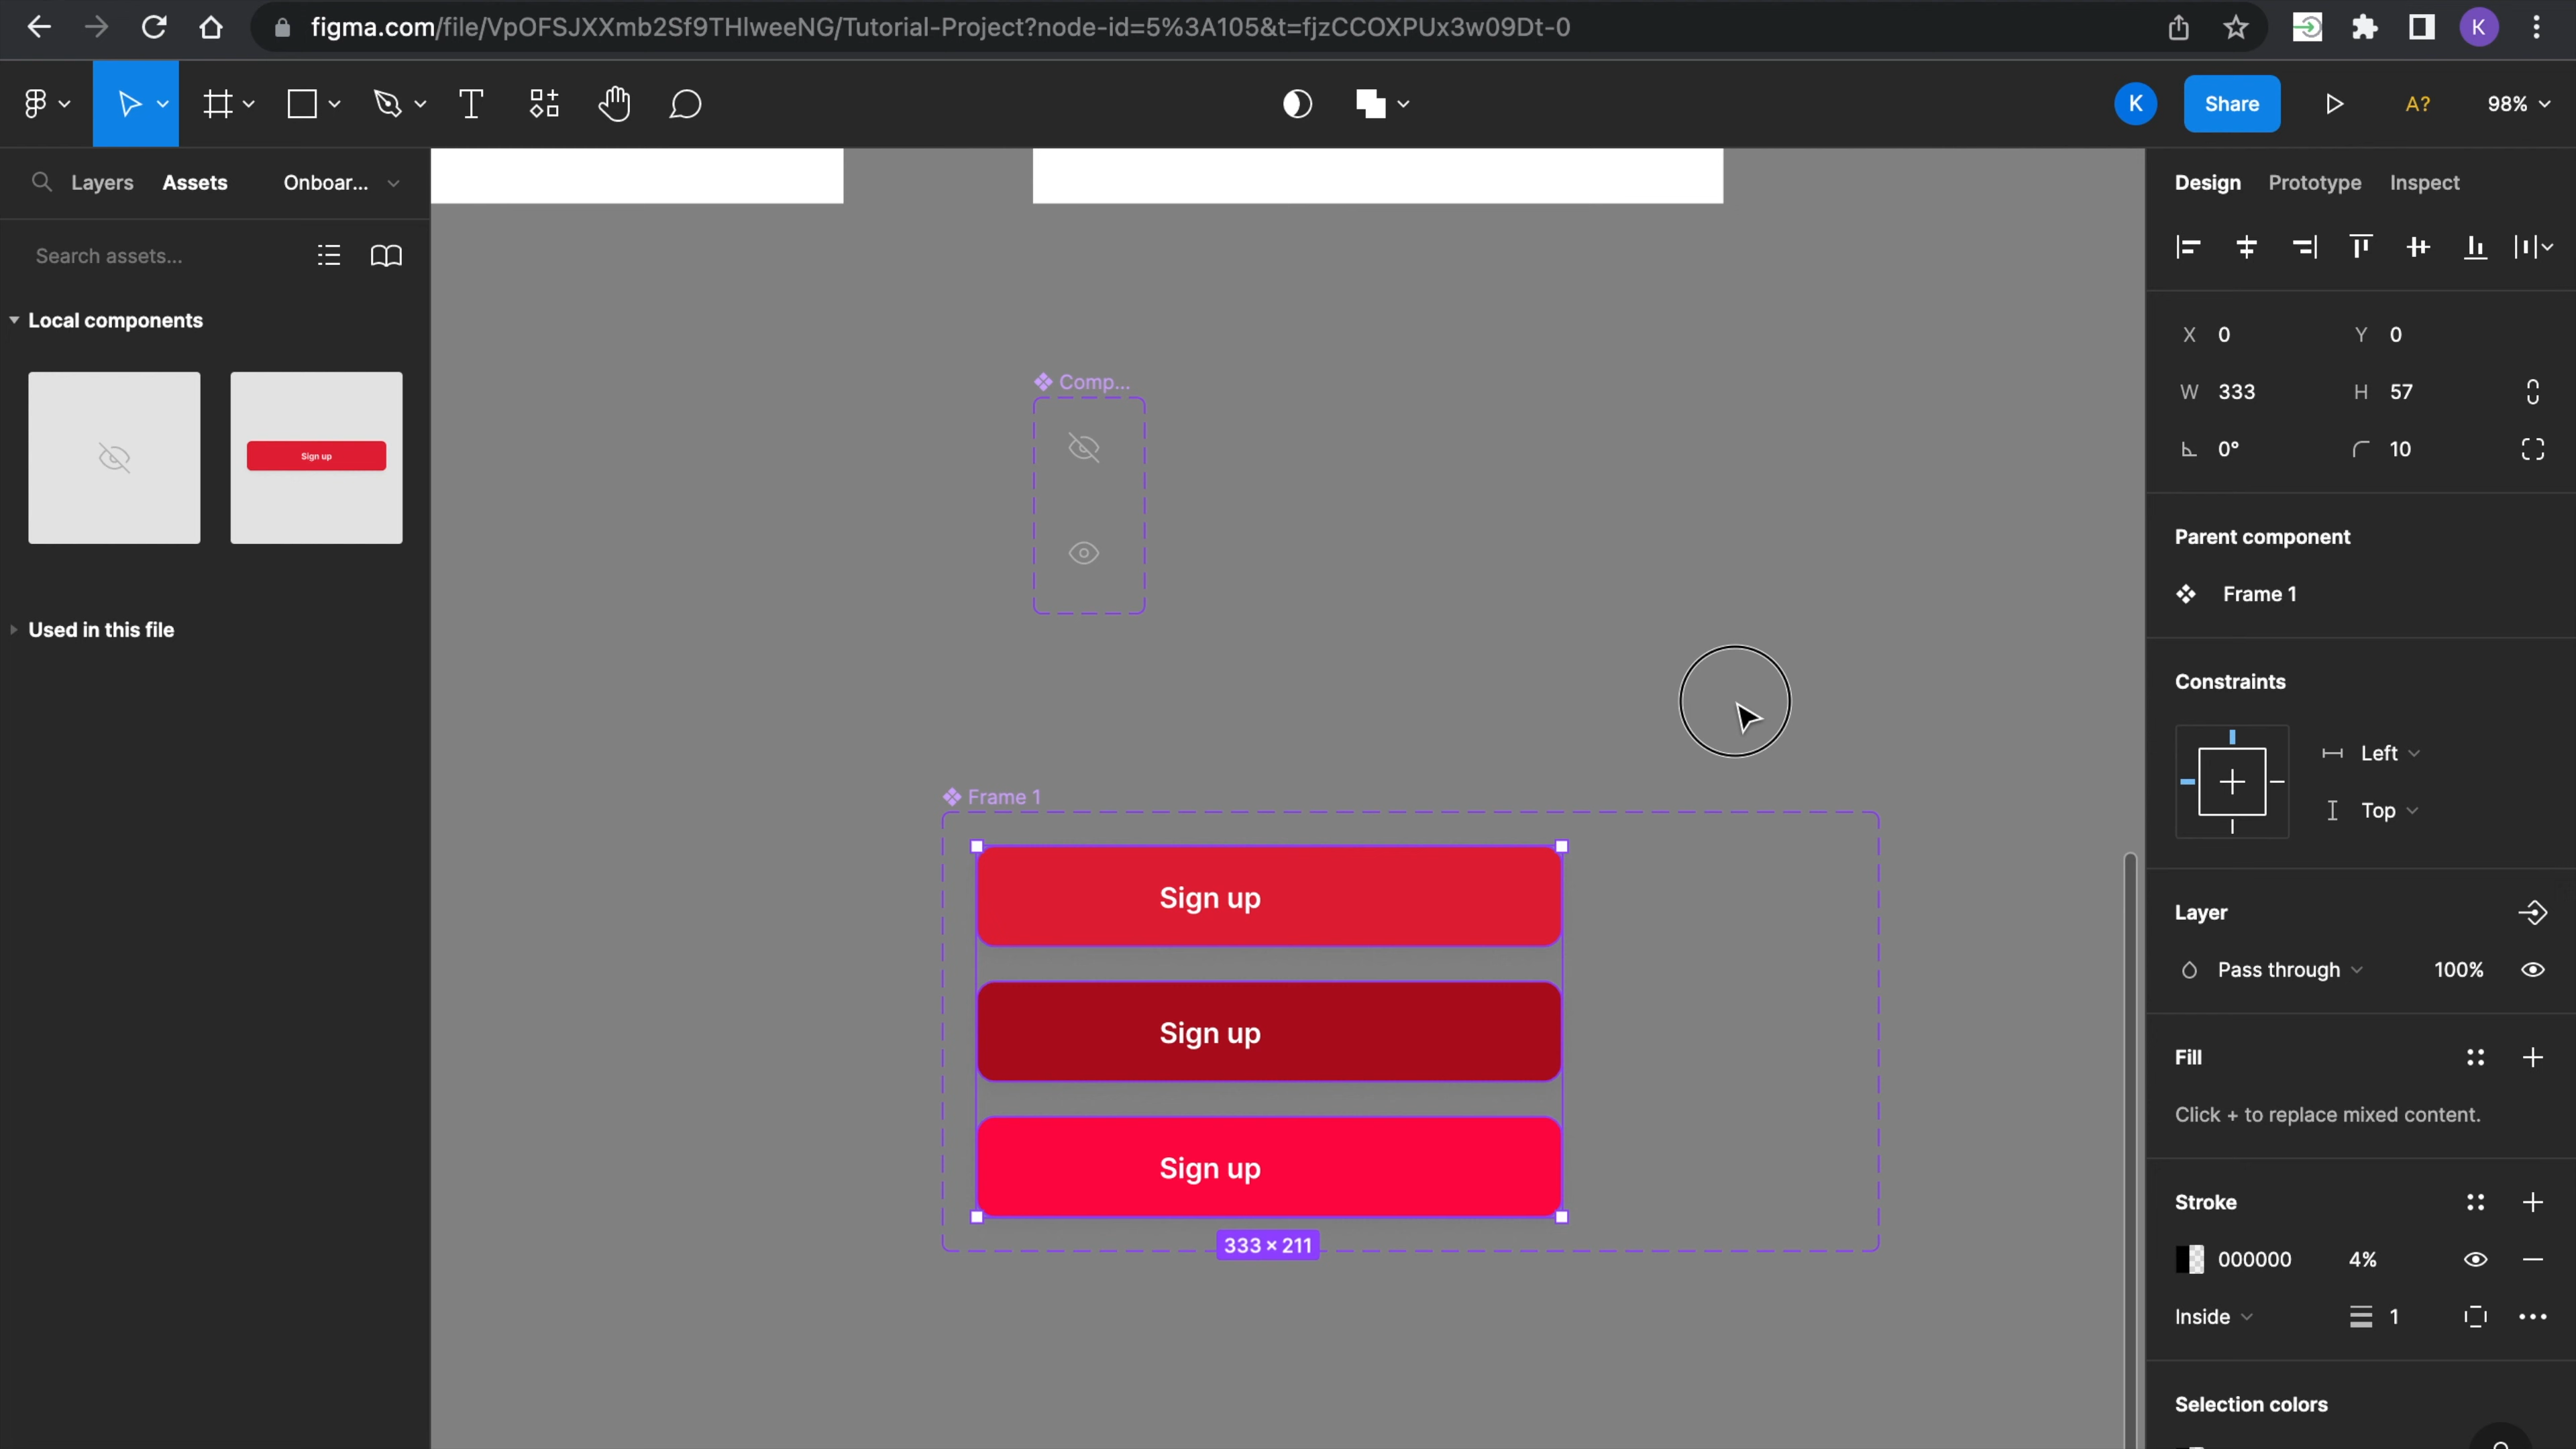 figma.com/file/VpOFSJXXmb2Sf9THlweeNG/Tutorial-Project?node-id=5%3A105&t=fjzCCOXPUx3w09Dt-0
K
K
Share
A?
98%
Layers
Assets
Onboar...
Design
Prototype
Inspect
Search assets...
Local components
Sign up
Used in this file
Comp...
Frame 1
Sign up
Sign up
Sign up
333 × 211
X 0
Y 0
W 333
H 57
0°
10
Parent component
Frame 1
Constraints
Left
Top
Layer
Pass through
100%
Fill
Click + to replace mixed content.
Stroke
000000
4%
Inside
1
Selection colors